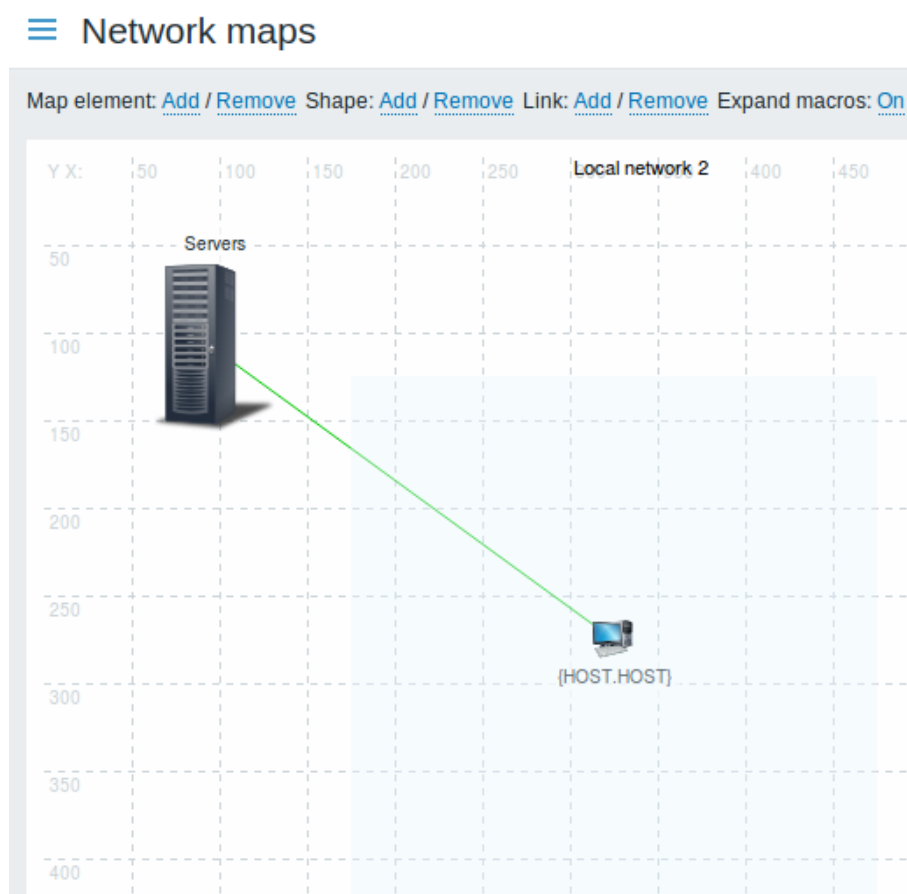 Network maps
Map element: Add / Remove Shape: Add / Remove Link: Add / Remove Expand macros: On
Y X: 50 100 150 200 250 Local network 2 400 450
Servers
50
100
150
200
250
{HOST.HOST}
300
350
400